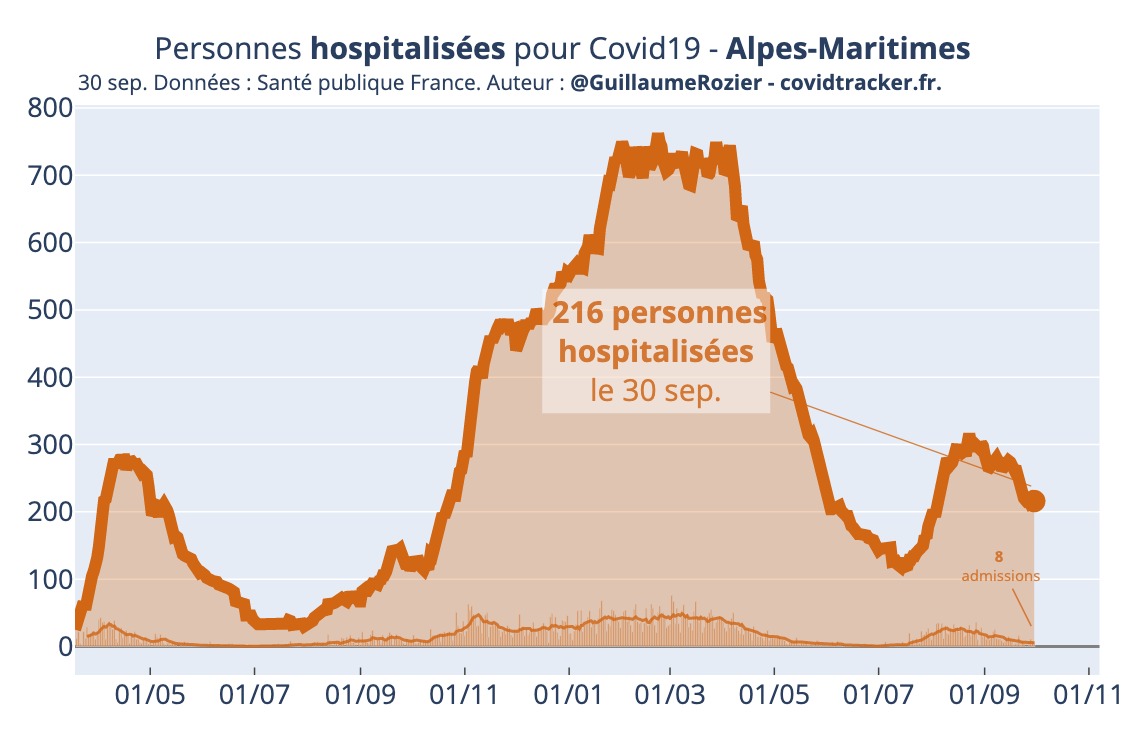 Personnes hospitalisées pour Covid19 - Alpes-Maritimes
30 sep. Données : Santé publique France. Auteur : @GuillaumeRozier - covidtracker.fr.
800
700
600
500
400
300
200
100
0
216 personnes
hospitalisées
le 30 sep.
8
admissions
01/05 01/07 01/09 01/11 01/01 01/03 01/05 01/07 01/09 01/11